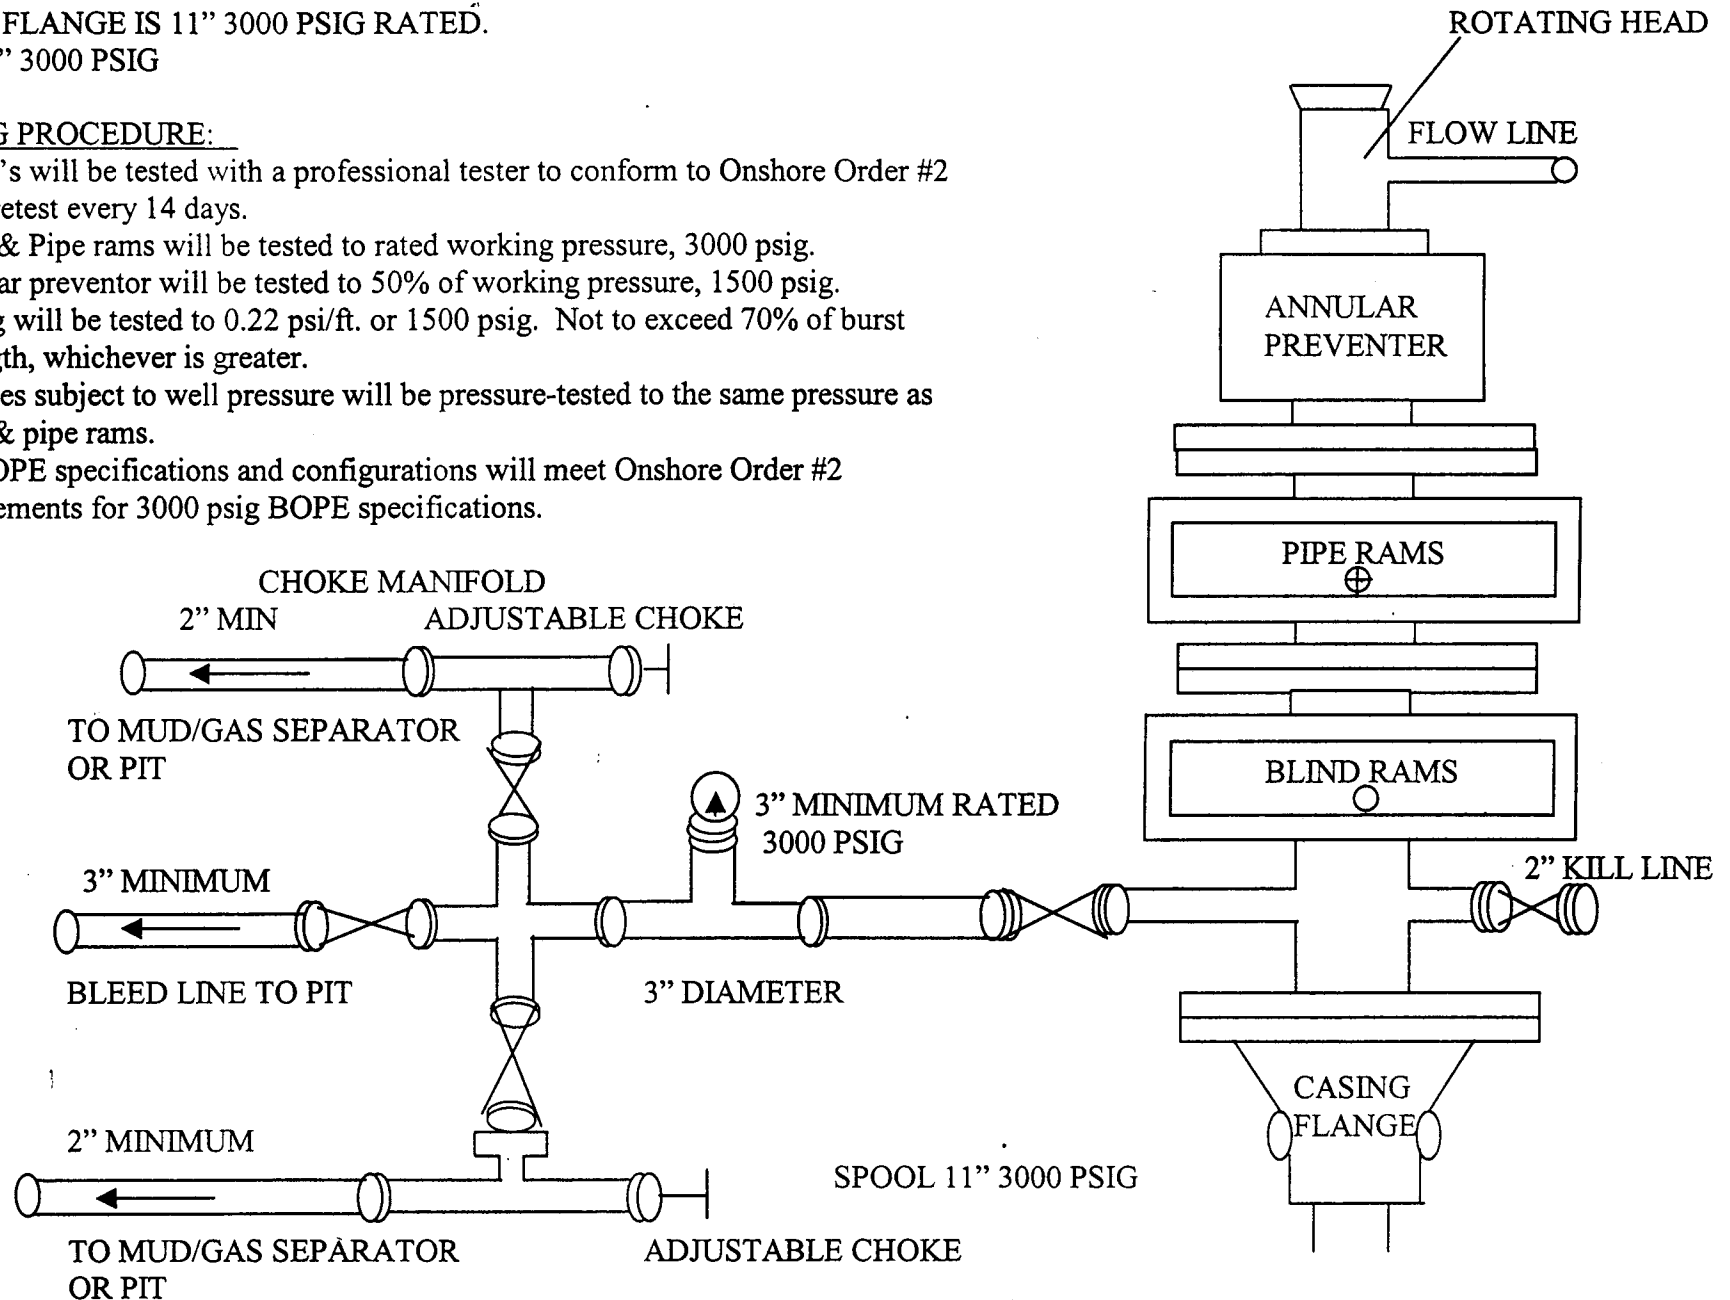 FLANGE IS 11” 3000 PSIG RATED.
” 3000 PSIG
G PROCEDURE:
’s will be tested with a professional tester to conform to Onshore Order #2
retest every 14 days.
& Pipe rams will be tested to rated working pressure, 3000 psig.
ar preventor will be tested to 50% of working pressure, 1500 psig.
g will be tested to 0.22 psi/ft. or 1500 psig. Not to exceed 70% of burst
gth, whichever is greater.
es subject to well pressure will be pressure-tested to the same pressure as
& pipe rams.
OPE specifications and configurations will meet Onshore Order #2
ements for 3000 psig BOPE specifications.
ROTATING HEAD
FLOW LINE
ANNULAR
PREVENTER
PIPE RAMS
BLIND RAMS
CHOKE MANIFOLD
2” MIN
ADJUSTABLE CHOKE
TO MUD/GAS SEPARATOR
OR PIT
3” MINIMUM RATED
3000 PSIG
3” MINIMUM
2” KILL LINE
BLEED LINE TO PIT
3” DIAMETER
CASING
FLANGE
2” MINIMUM
SPOOL 11” 3000 PSIG
TO MUD/GAS SEPARATOR
OR PIT
ADJUSTABLE CHOKE